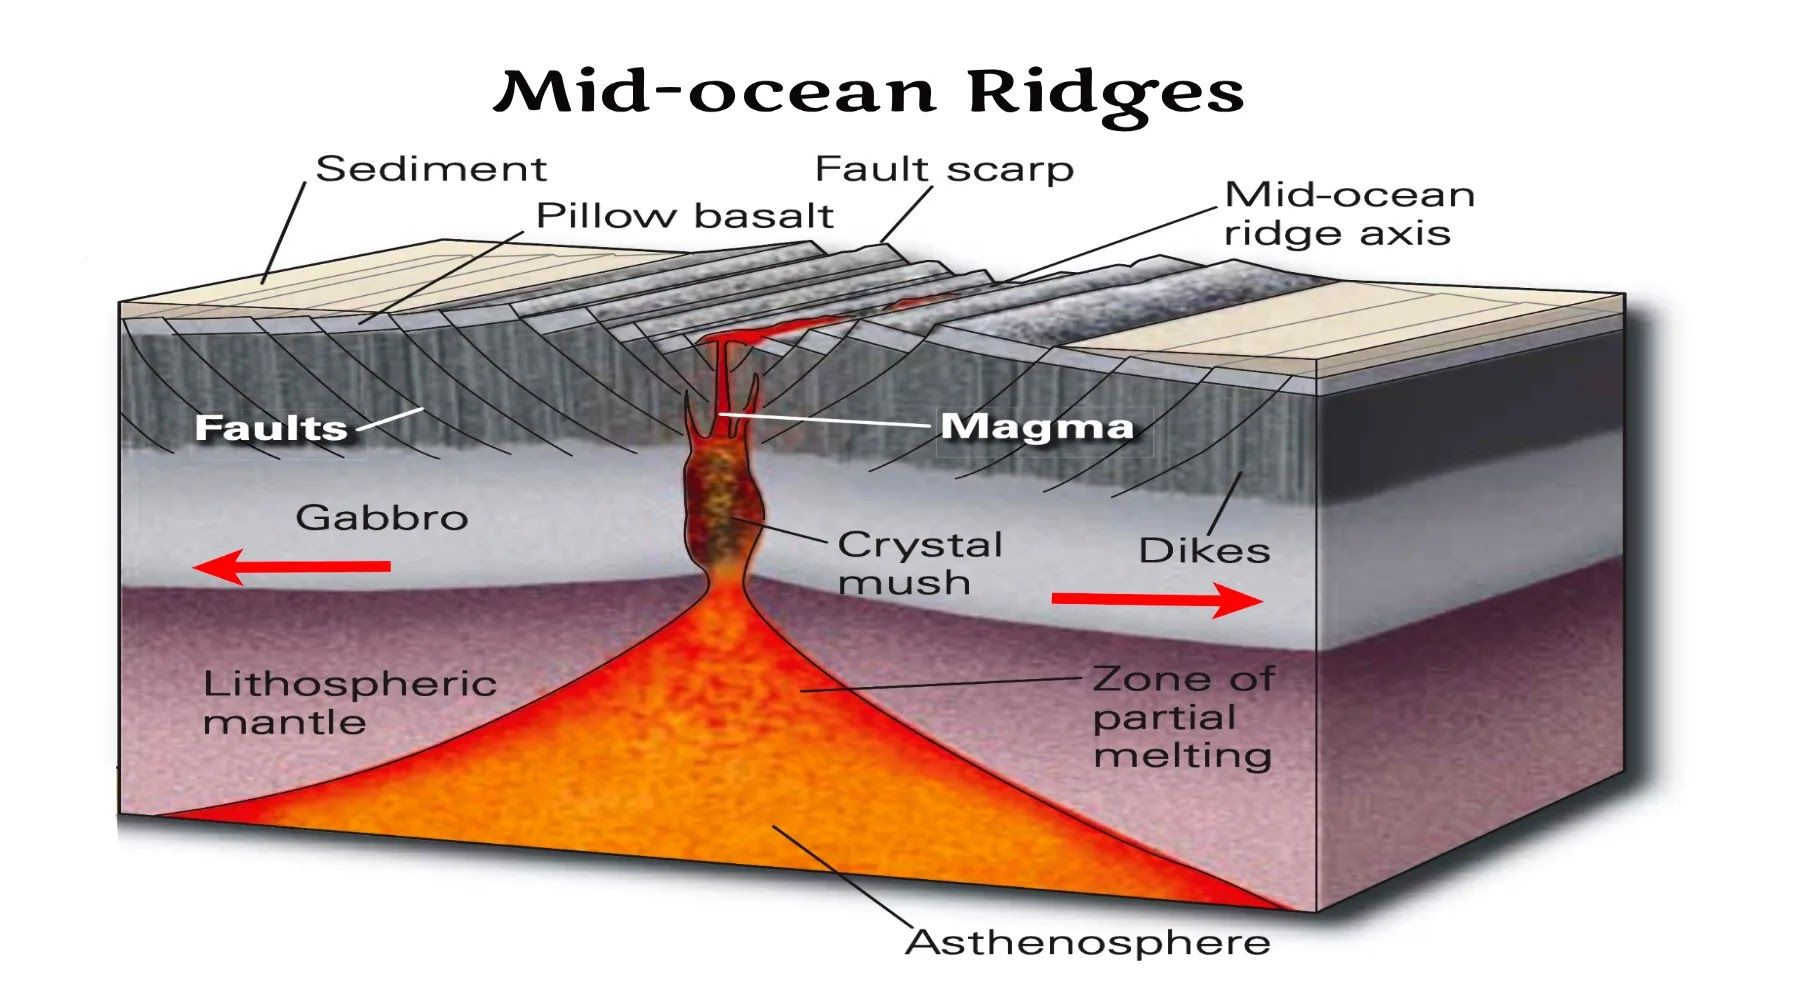 Mid-ocean Ridges
Sediment
Fault scarp
Pillow basalt
Mid-ocean
ridge axis
Faults
Magma
Gabbro
Crystal
mush
Dikes
Lithospheric
mantle
Zone of
partial
melting
Asthenosphere